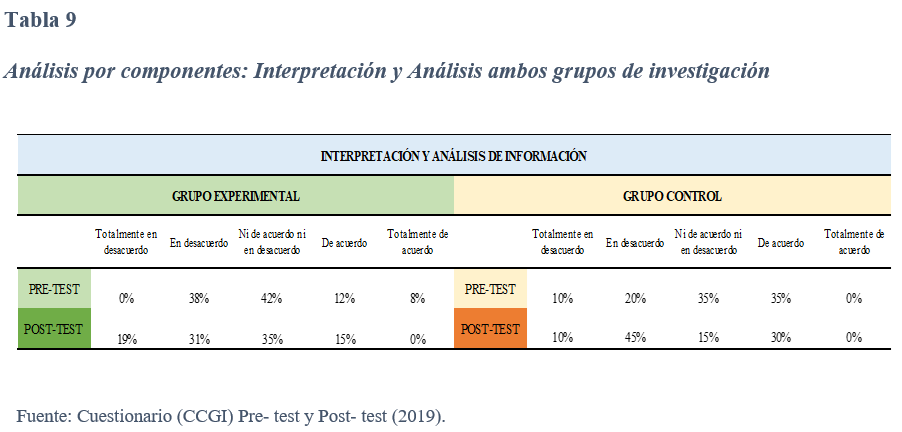 Tabla 9
Análisis por componentes: Interpretación y Análisis ambos grupos de investigación
INTERPRETACIÓN Y ANÁLISIS DE INFORMACIÓN
GRUPO EXPERIMENTAL GRUPO CONTROL
Totalmente en desacuerdo En desacuerdo Ni de acuerdo ni en desacuerdo De acuerdo Totalmente de acuerdo Totalmente en desacuerdo En desacuerdo Ni de acuerdo ni en desacuerdo De acuerdo Totalmente de acuerdo
PRE-TEST 0% 38% 42% 12% 8% PRE-TEST 10% 20% 35% 35% 0%
POST-TEST 19% 31% 35% 15% 0% POST-TEST 10% 45% 15% 30% 0%
Fuente: Cuestionario (CCGI) Pre- test y Post- test (2019).